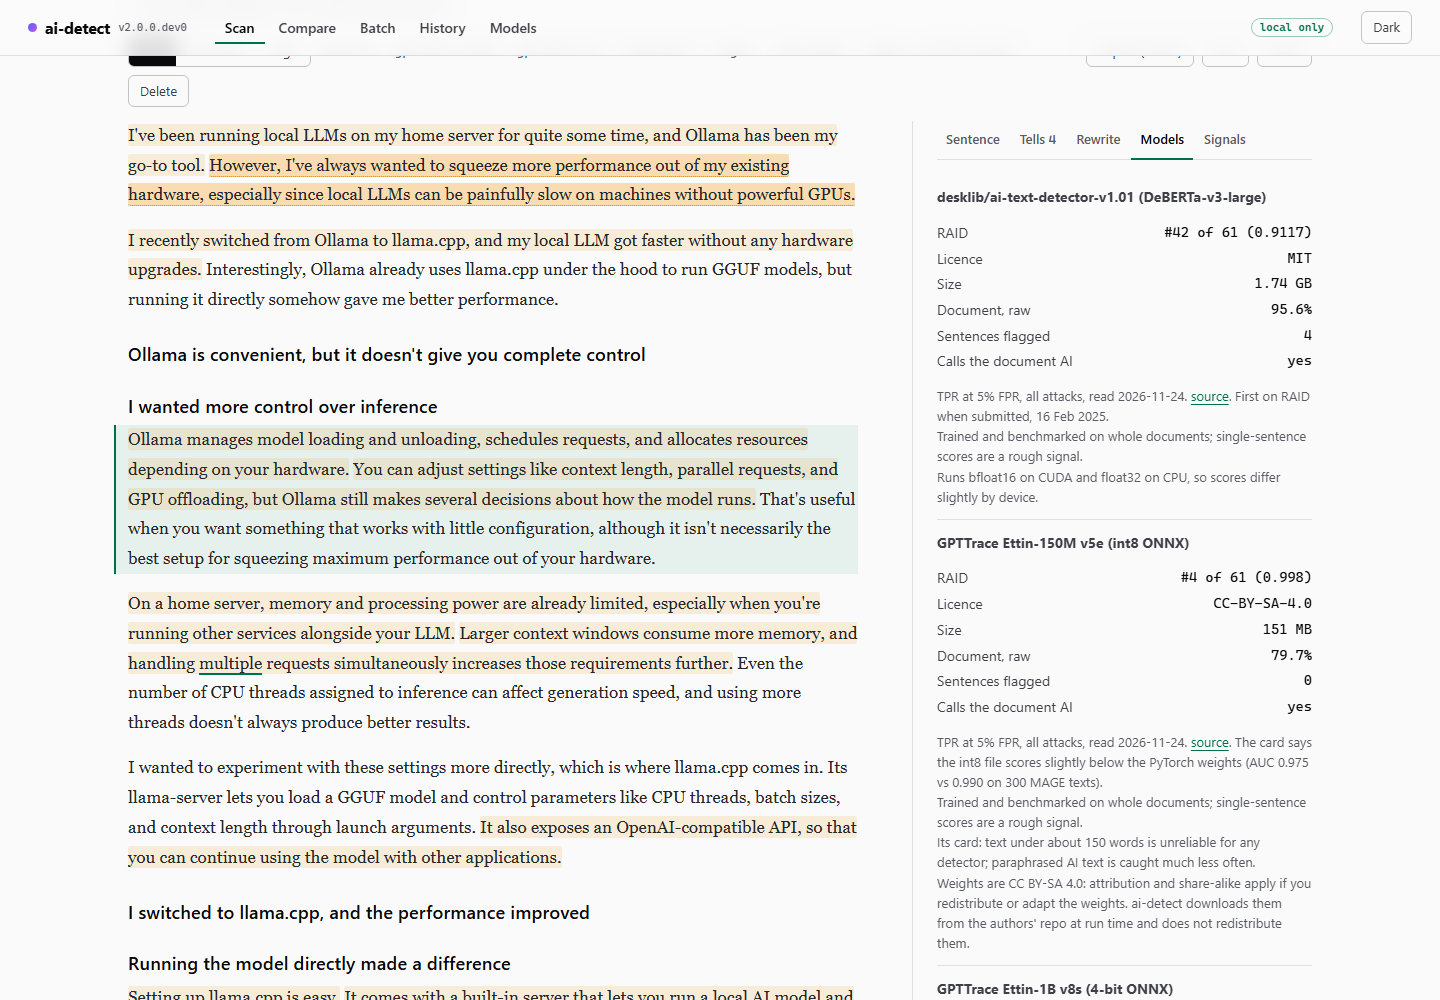 ai-detect v2.0.0.dev0 Scan Compare Batch History Models local only Dark
Delete
I've been running local LLMs on my home server for quite some time, and Ollama has been my
go-to tool. However, I've always wanted to squeeze more performance out of my existing
hardware, especially since local LLMs can be painfully slow on machines without powerful GPUs.
I recently switched from Ollama to llama.cpp, and my local LLM got faster without any hardware
upgrades. Interestingly, Ollama already uses llama.cpp under the hood to run GGUF models, but
running it directly somehow gave me better performance.
Ollama is convenient, but it doesn't give you complete control
I wanted more control over inference
Ollama manages model loading and unloading, schedules requests, and allocates resources
depending on your hardware. You can adjust settings like context length, parallel requests, and
GPU offloading, but Ollama still makes several decisions about how the model runs. That's useful
when you want something that works with little configuration, although it isn't necessarily the
best setup for squeezing maximum performance out of your hardware.
On a home server, memory and processing power are already limited, especially when you're
running other services alongside your LLM. Larger context windows consume more memory, and
handling multiple requests simultaneously increases those requirements further. Even the
number of CPU threads assigned to inference can affect generation speed, and using more
threads doesn't always produce better results.
I wanted to experiment with these settings more directly, which is where llama.cpp comes in. Its
llama-server lets you load a GGUF model and control parameters like CPU threads, batch sizes,
and context length through launch arguments. It also exposes an OpenAI-compatible API, so that
you can continue using the model with other applications.
I switched to llama.cpp, and the performance improved
Running the model directly made a difference
Setting up llama.cpp is easy. It comes with a built-in server that lets you run a local AI model and
Sentence Tells 4 Rewrite Models Signals
desklib/ai-text-detector-v1.01 (DeBERTa-v3-large)
RAID #42 of 61 (0.9117)
Licence MIT
Size 1.74 GB
Document, raw 95.6%
Sentences flagged 4
Calls the document AI yes
TPR at 5% FPR, all attacks, read 2026-11-24. source. First on RAID
when submitted, 16 Feb 2025.
Trained and benchmarked on whole documents; single-sentence
scores are a rough signal.
Runs bfloat16 on CUDA and float32 on CPU, so scores differ
slightly by device.
GPTTrace Ettin-150M v5e (int8 ONNX)
RAID #4 of 61 (0.998)
Licence CC-BY-SA-4.0
Size 151 MB
Document, raw 79.7%
Sentences flagged 0
Calls the document AI yes
TPR at 5% FPR, all attacks, read 2026-11-24. source. The card says
the int8 file scores slightly below the PyTorch weights (AUC 0.975
vs 0.990 on 300 MAGE texts).
Trained and benchmarked on whole documents; single-sentence
scores are a rough signal.
Its card: text under about 150 words is unreliable for any
detector; paraphrased AI text is caught much less often.
Weights are CC BY-SA 4.0: attribution and share-alike apply if you
redistribute or adapt the weights. ai-detect downloads them
from the authors' repo at run time and does not redistribute
them.
GPTTrace Ettin-1B v8s (4-bit ONNX)